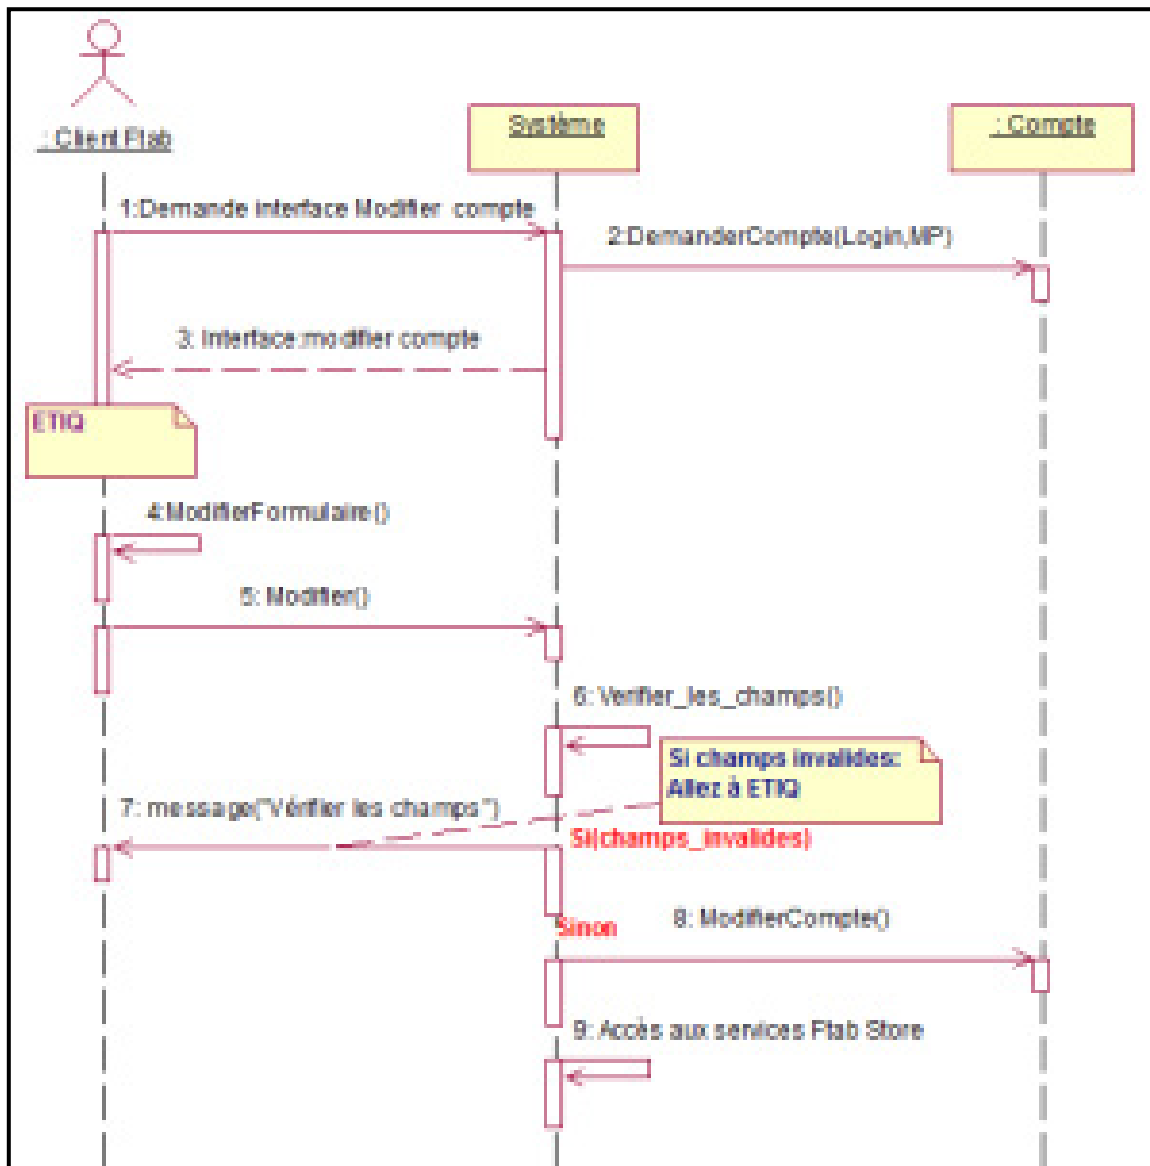 : Client Ftab
Système
: Compte
1:Demande interface Modifier compte
2:DemanderCompte(Login,MP)
3: Interface:modifier compte
ETIQ
4:ModifierFormulaire()
5: Modifier()
6: Verifier_les_champs()
Si champs invalides:
Allez à ETIQ
7: message("Vérifier les champs")
Si(champs_invalides)
Sinon
8: ModifierCompte()
9: Accès aux services Ftab Store